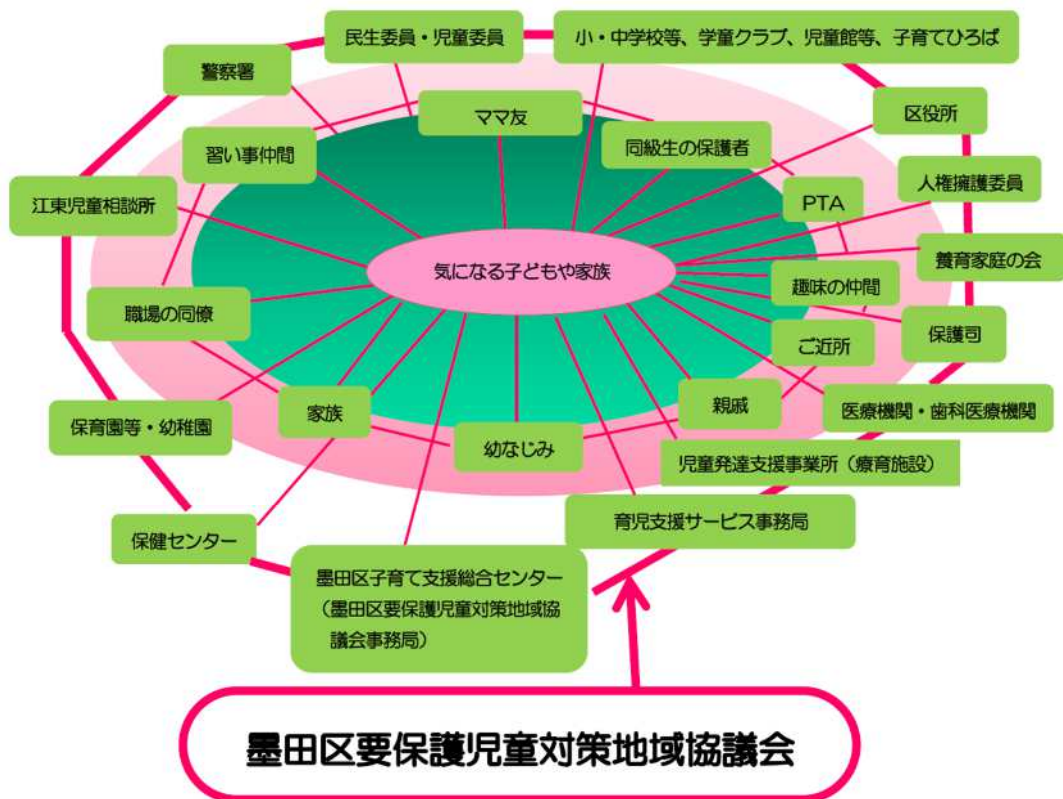 民生委員・児童委員
小・中学校等、学童クラブ、児童館等、子育てひろば
警察署
ママ友
区役所
習い事仲間
同級生の保護者
人権擁護委員
江東児童相談所
PTA
養育家庭の会
気になる子どもや家族
趣味の仲間
職場の同僚
保護司
ご近所
家族
親戚
医療機関・歯科医療機関
保育園等・幼稚園
幼なじみ
児童発達支援事業所（療育施設）
育児支援サービス事務局
保健センター
墨田区子育て支援総合センター
（墨田区要保護児童対策地域協
議会事務局）
墨田区要保護児童対策地域協議会